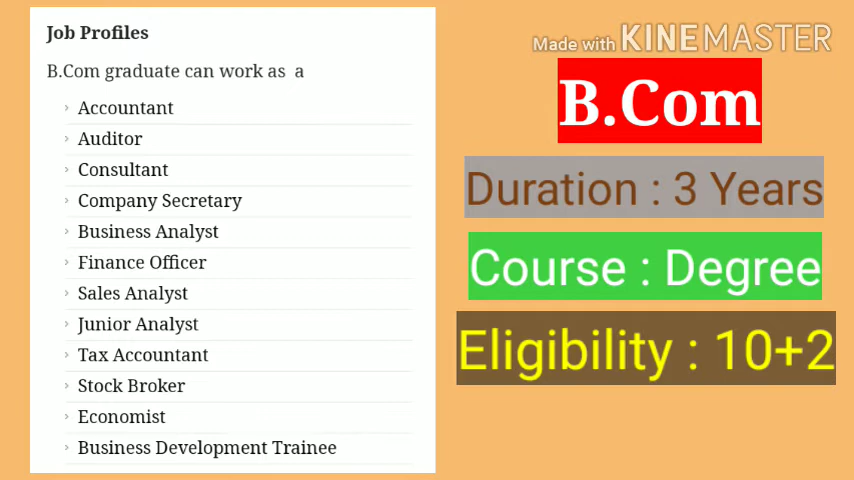 Job Profiles
B.Com graduate can work as a
Accountant
Auditor
Consultant
Company Secretary
Business Analyst
Finance Officer
Sales Analyst
Junior Analyst
Tax Accountant
Stock Broker
Economist
Business Development Trainee
Made with KINEMASTER
B.Com
Duration : 3 Years
Course : Degree
Eligibility : 10+2